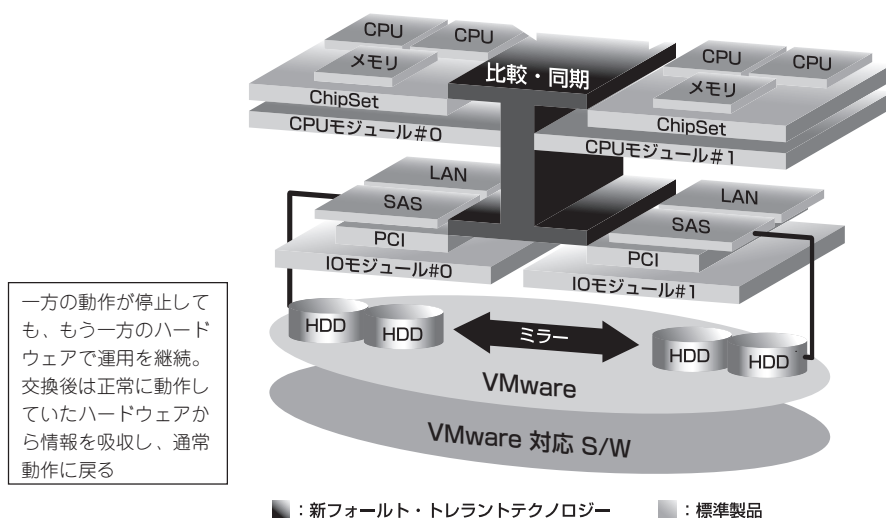 CPU
CPU
メモリ
ChipSet
CPUモジュール#0
比較・同期
CPU
CPU
メモリ
ChipSet
CPUモジュール#1
LAN
SAS
PCI
IOモジュール#0
LAN
SAS
PCI
IOモジュール#1
一方の動作が停止して
も、もう一方のハード
ウェアで運用を継続。
交換後は正常に動作し
ていたハードウェアか
ら情報を吸収し、通常
動作に戻る
HDD
HDD
ミラー
HDD
HDD
VMware
VMware 対応 S/W
:新フォールト・トレラントテクノロジー
:標準製品